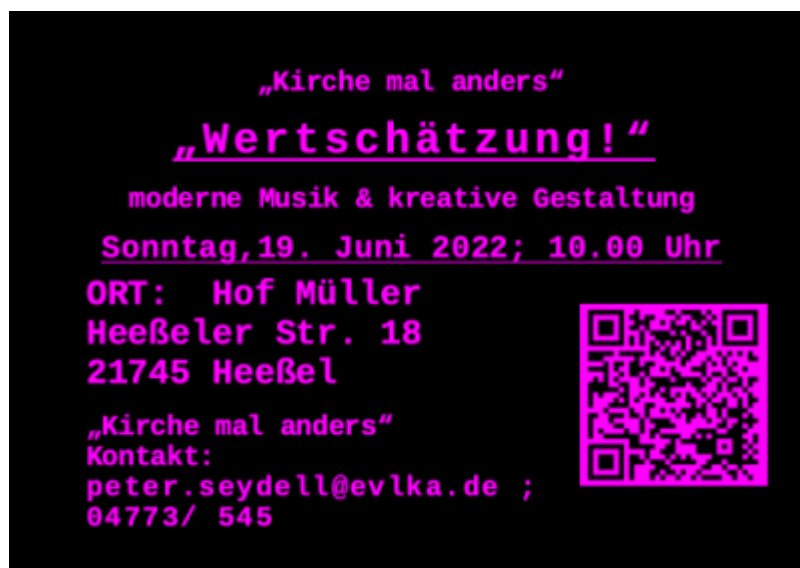 „Kirche mal anders“
„Wertschätzung!“
moderne Musik & kreative Gestaltung
Sonntag,19. Juni 2022; 10.00 Uhr
ORT:  Hof Müller
Heeßeler Str. 18
21745 Heeßel
„Kirche mal anders“
Kontakt:
peter.seydell@evlka.de ;
04773/ 545